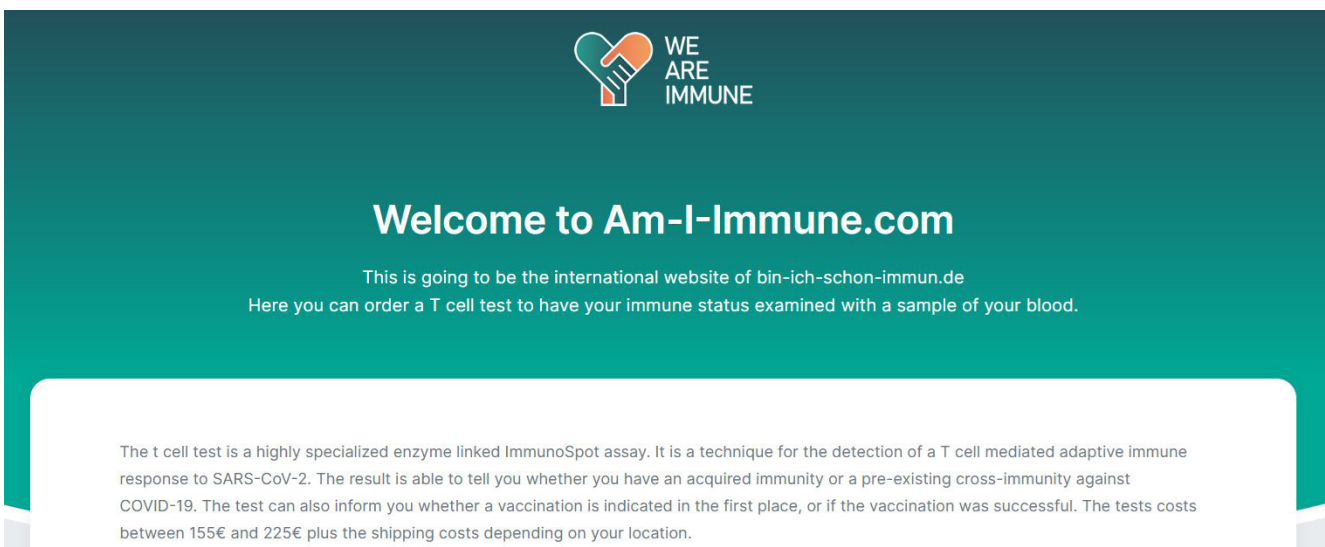 WE
ARE
IMMUNE
Welcome to Am-I-Immune.com
This is going to be the international website of bin-ich-schon-immun.de
Here you can order a T cell test to have your immune status examined with a sample of your blood.
The t cell test is a highly specialized enzyme linked ImmunoSpot assay. It is a technique for the detection of a T cell mediated adaptive immune
response to SARS-CoV-2. The result is able to tell you whether you have an acquired immunity or a pre-existing cross-immunity against
COVID-19. The test can also inform you whether a vaccination is indicated in the first place, or if the vaccination was successful. The tests costs
between 155€ and 225€ plus the shipping costs depending on your location.